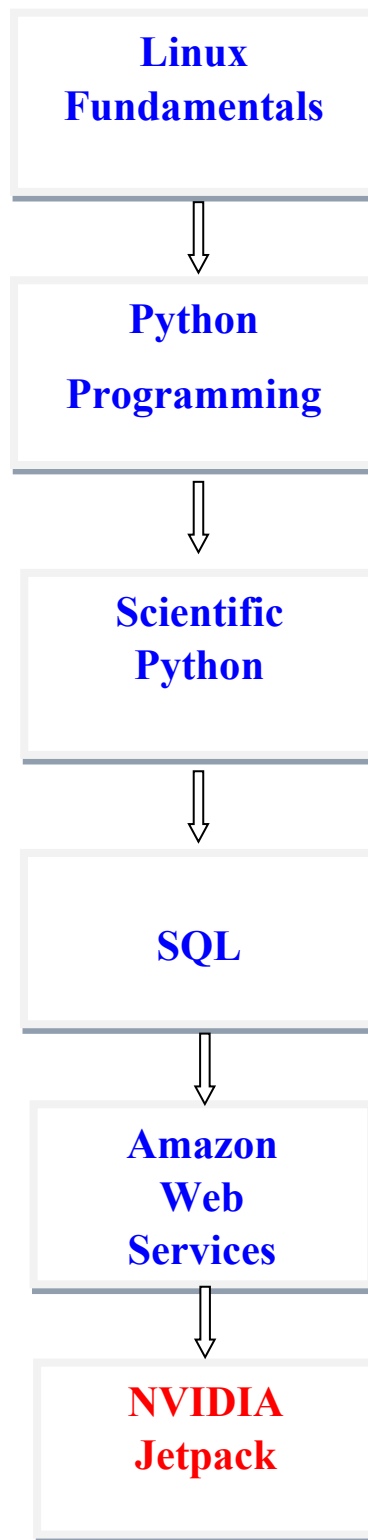 Linux
Fundamentals
Python
Programming
Scientific
Python
SQL
Amazon
Web
Services
NVIDIA
Jetpack